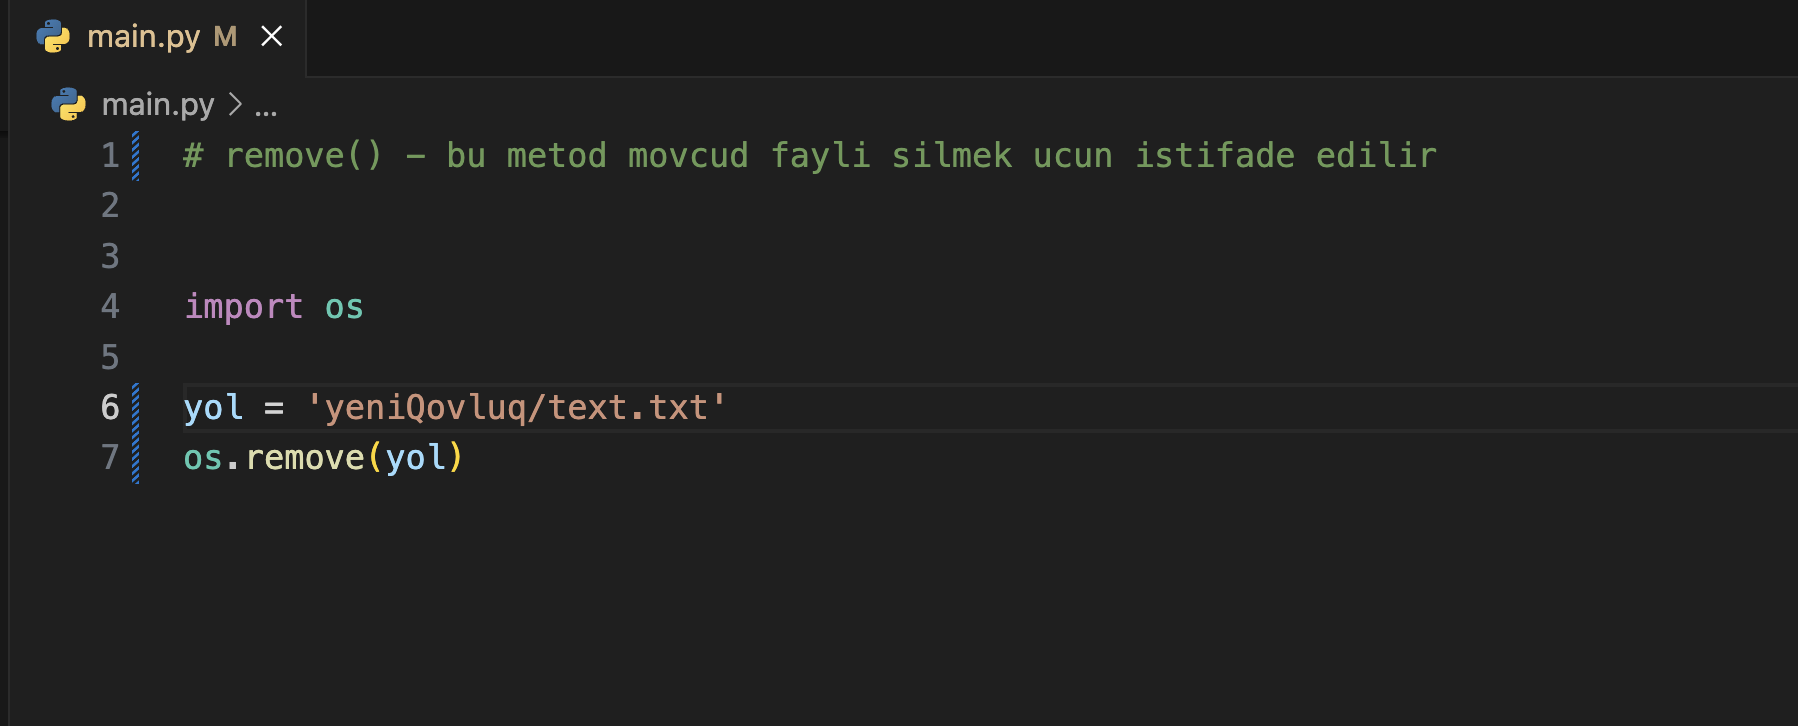 main.py M
main.py > ...
1 # remove() - bu metod movcud fayli silmek ucun istifade edilir
2
3
4 import os
5
6 yol = 'yeniQovluq/text.txt'
7 os.remove(yol)